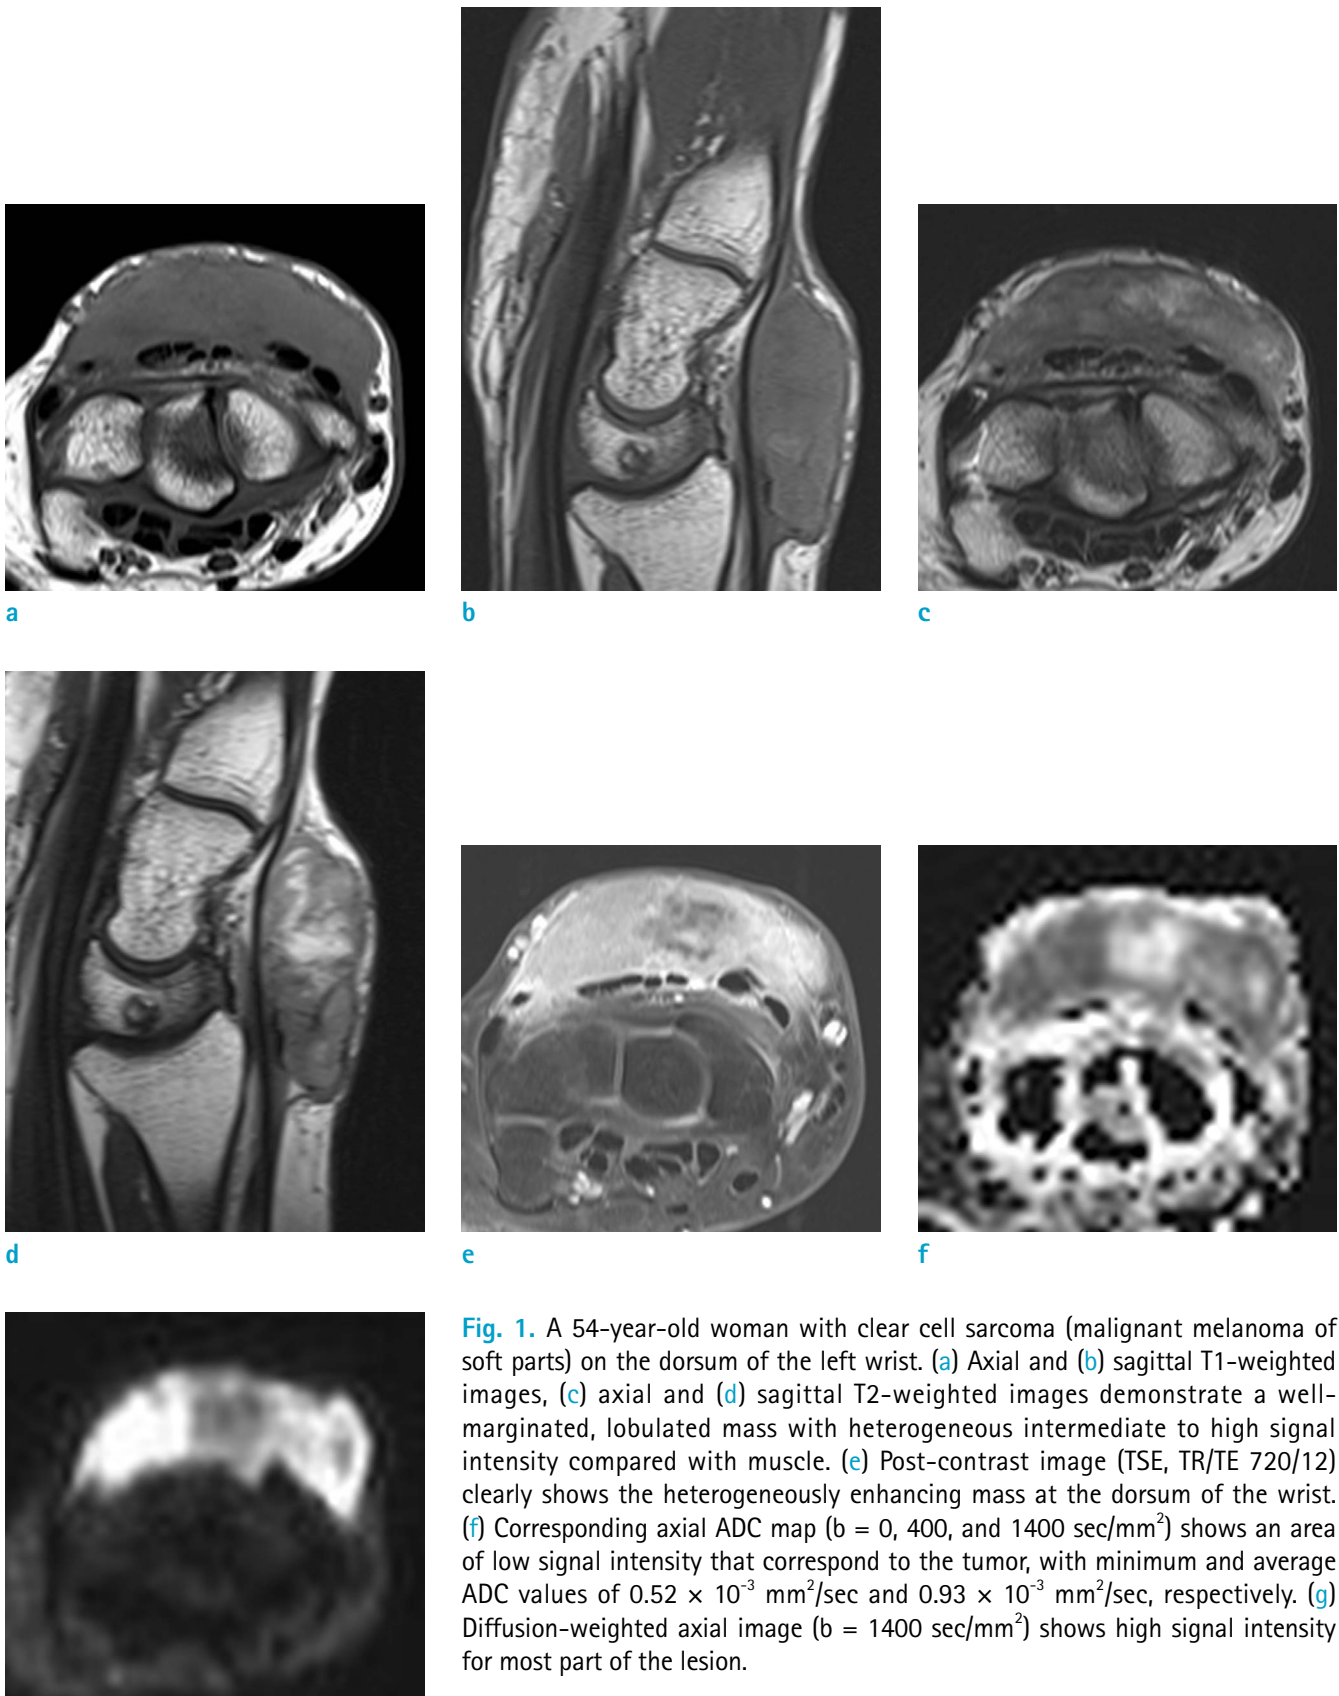 a
b
c
d
e
f
Fig. 1. A 54-year-old woman with clear cell sarcoma (malignant melanoma of
soft parts) on the dorsum of the left wrist. (a) Axial and (b) sagittal T1-weighted
images, (c) axial and (d) sagittal T2-weighted images demonstrate a well-
marginated, lobulated mass with heterogeneous intermediate to high signal
intensity compared with muscle. (e) Post-contrast image (TSE, TR/TE 720/12)
clearly shows the heterogeneously enhancing mass at the dorsum of the wrist.
(f) Corresponding axial ADC map (b = 0, 400, and 1400 sec/mm²) shows an area
of low signal intensity that correspond to the tumor, with minimum and average
ADC values of 0.52 × 10⁻³ mm²/sec and 0.93 × 10⁻³ mm²/sec, respectively. (g)
Diffusion-weighted axial image (b = 1400 sec/mm²) shows high signal intensity
for most part of the lesion.